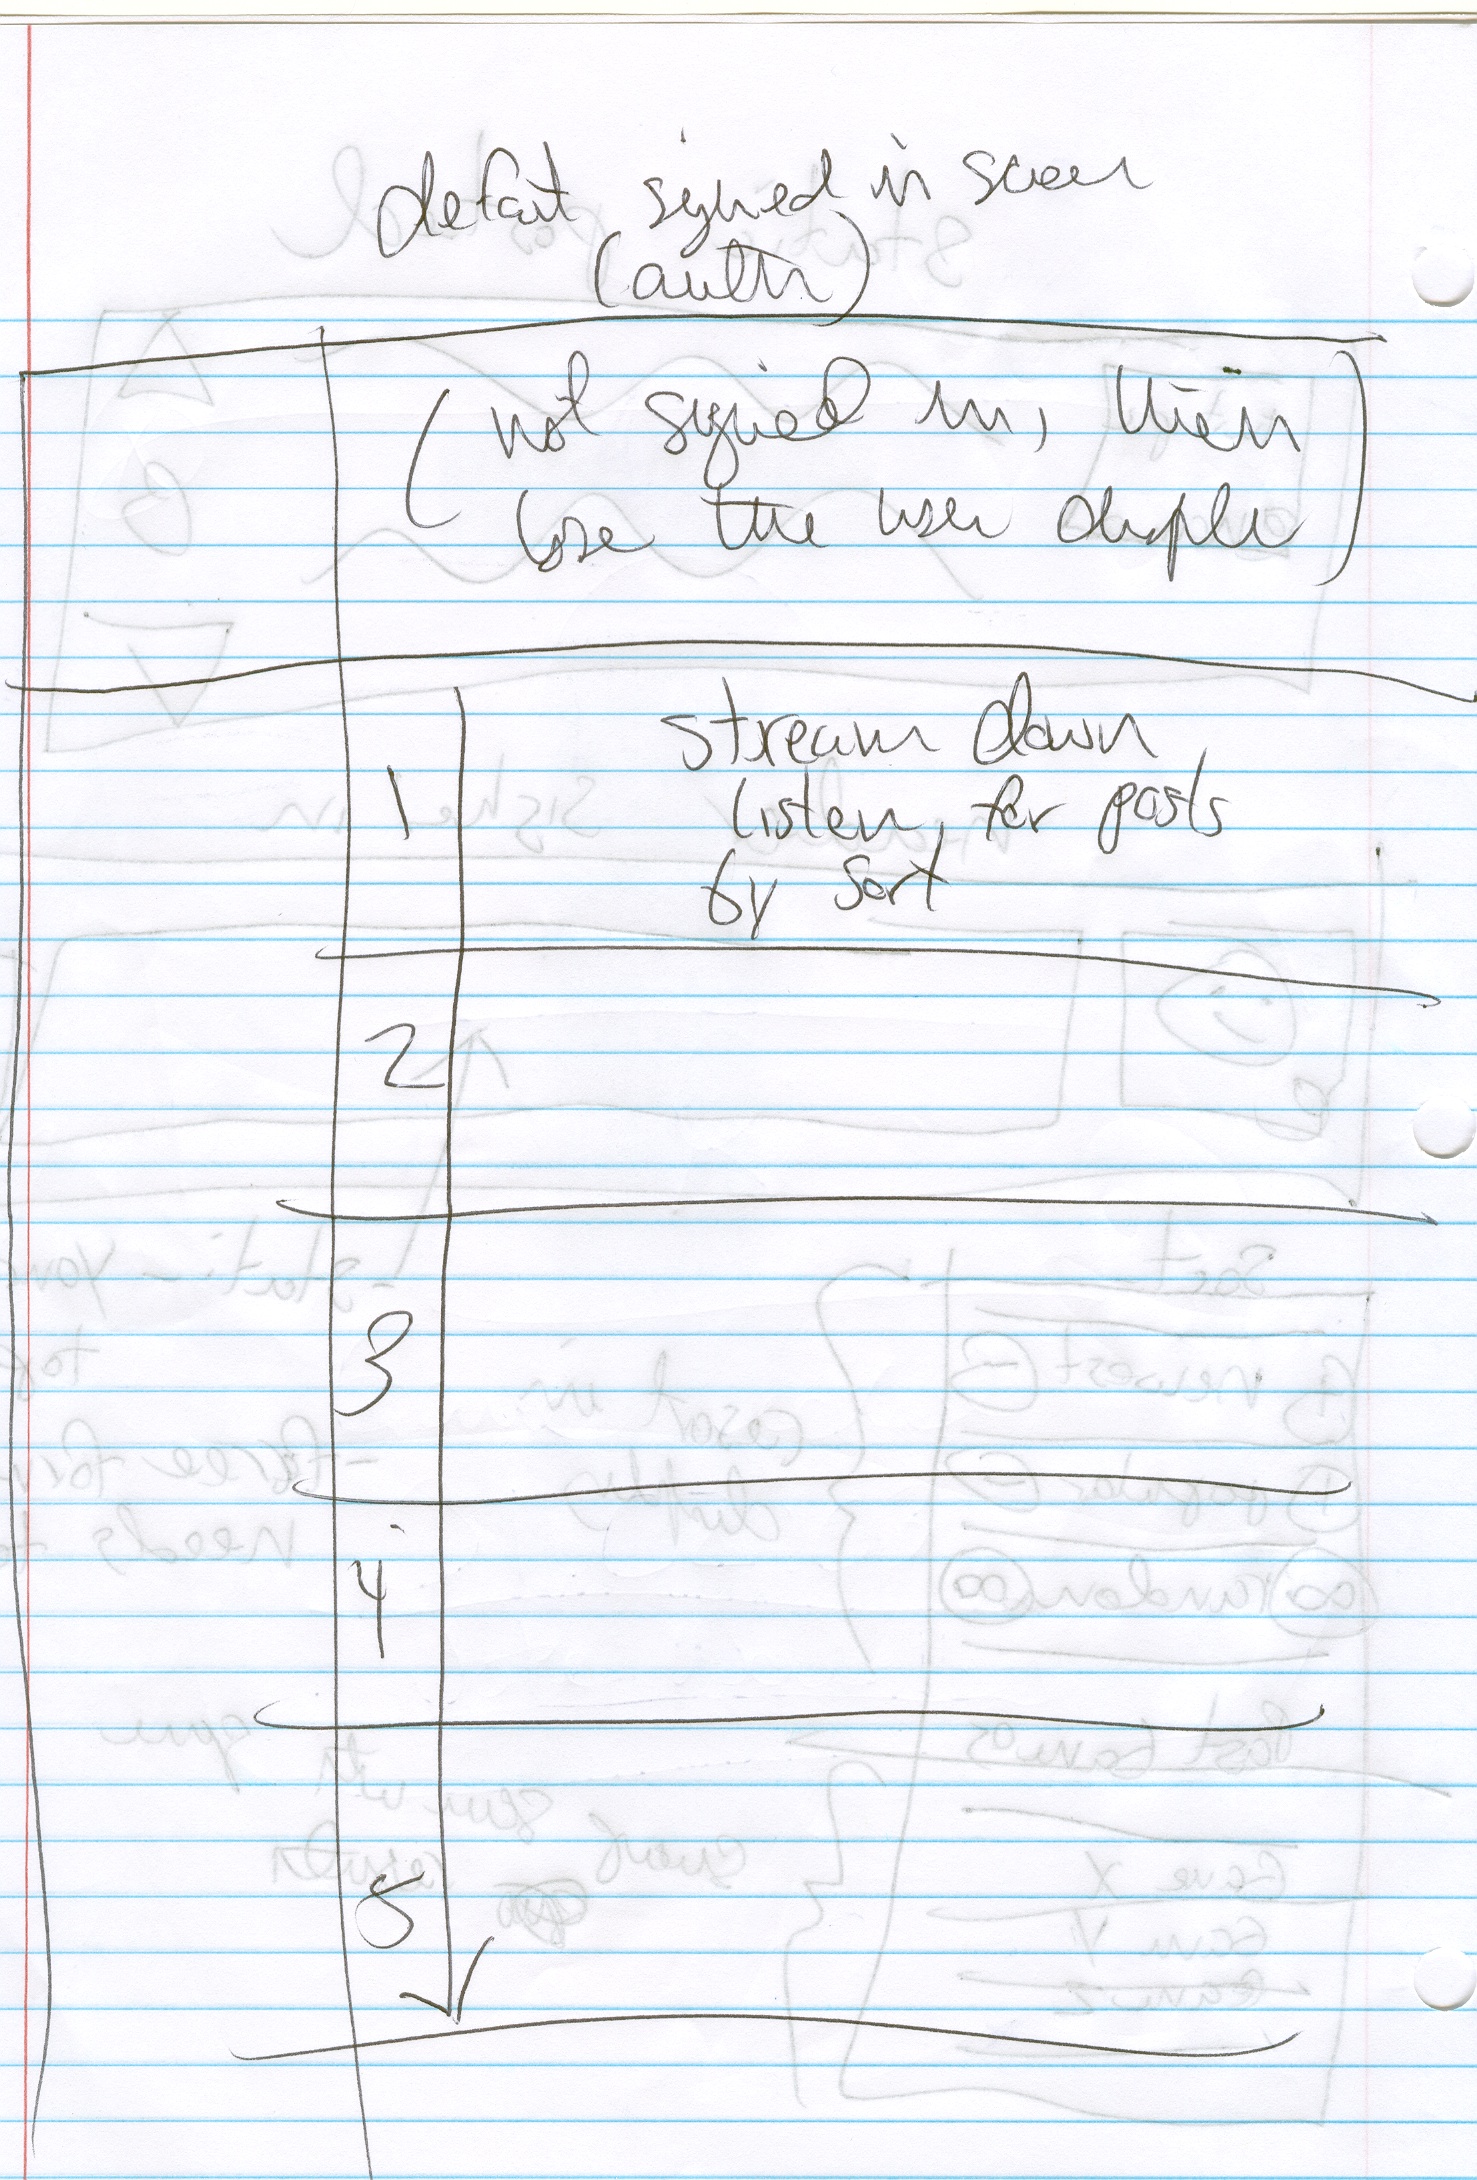 defalt signed in screen
(auth)
(not signed in, then
lose the user display)
1
stream down
listen, for posts
by sort
2
3
4
5